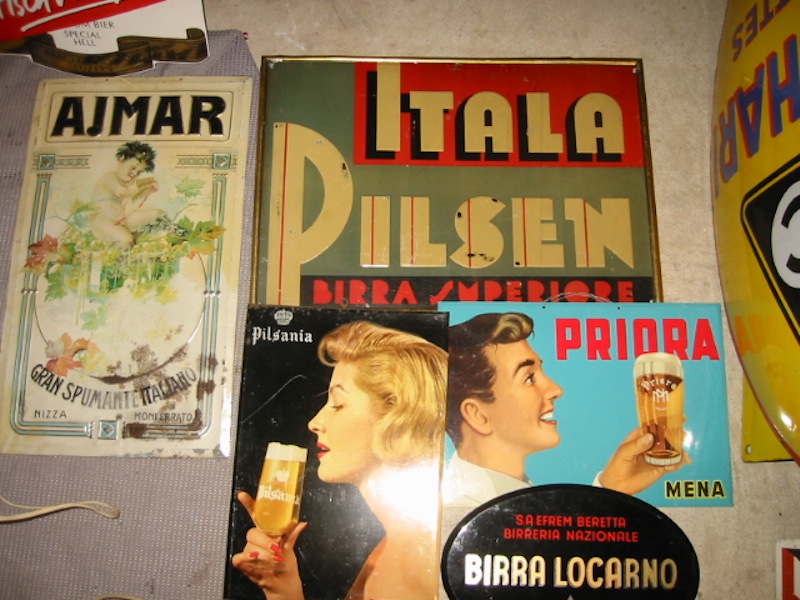 BIER
SPECIAL
HELL
AJMAR
GRAN SPUMANTE ITALIANO
NIZZA MONFERRATO
ITALA
PILSEN
BIRRA SUPERIORE
Pilsania
Pilsania
PRIORA
Priora
MENA
S.A. EFREM BERETTA
BIRRERIA NAZIONALE
BIRRA LOCARNO